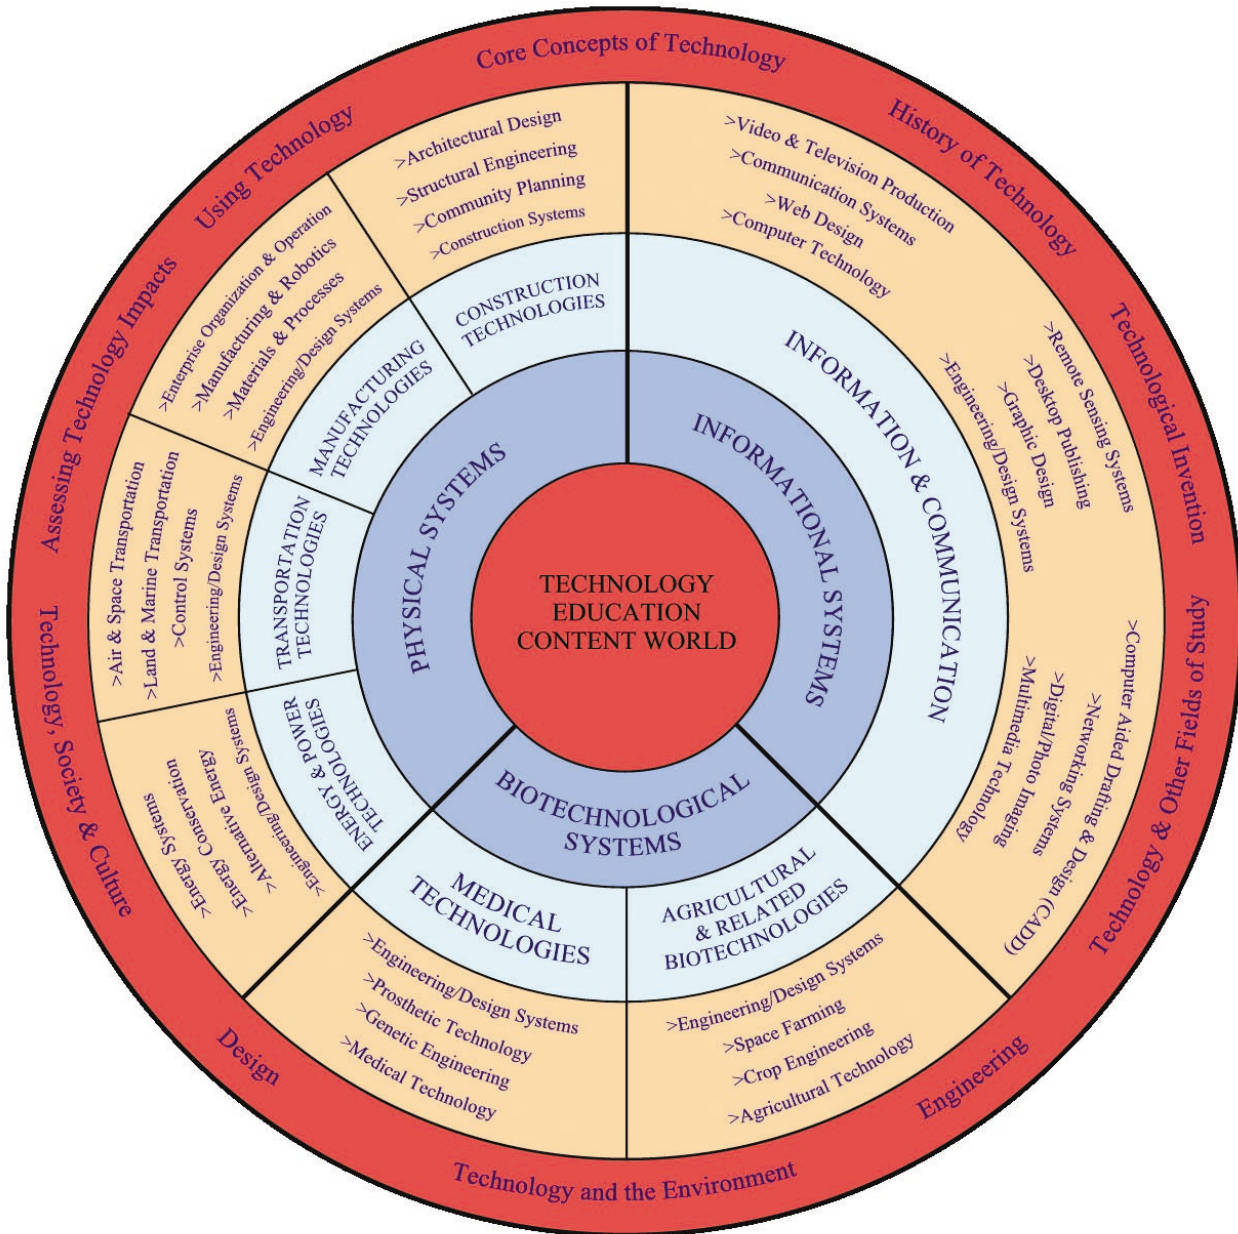 Core Concepts of Technology
History of Technology
Technological Invention
Technology & Other Fields of Study
Engineering
Technology and the Environment
Design
Technology, Society & Culture
Assessing Technology Impacts
Using Technology
>Architectural Design
>Structural Engineering
>Community Planning
>Construction Systems
CONSTRUCTION
TECHNOLOGIES
>Enterprise Organization & Operation
>Manufacturing & Robotics
>Materials & Processes
>Engineering/Design Systems
MANUFACTURING
TECHNOLOGIES
>Air & Space Transportation
>Land & Marine Transportation
>Control Systems
>Engineering/Design Systems
TRANSPORTATION
TECHNOLOGIES
>Energy Systems
>Energy Conservation
>Alternative Energy
>Engineering/Design Systems
ENERGY & POWER
TECHNOLOGIES
PHYSICAL SYSTEMS
>Video & Television Production
>Communication Systems
>Web Design
>Computer Technology
>Remote Sensing Systems
>Desktop Publishing
>Graphic Design
>Engineering/Design Systems
>Computer Aided Drafting & Design (CADD)
>Networking Systems
>Digital/Photo Imaging
>Multimedia Technology
INFORMATION & COMMUNICATION
INFORMATIONAL SYSTEMS
TECHNOLOGY
EDUCATION
CONTENT WORLD
BIOTECHNOLOGICAL
SYSTEMS
MEDICAL
TECHNOLOGIES
>Engineering/Design Systems
>Prosthetic Technology
>Genetic Engineering
>Medical Technology
AGRICULTURAL
& RELATED
BIOTECHNOLOGIES
>Engineering/Design Systems
>Space Farming
>Crop Engineering
>Agricultural Technology